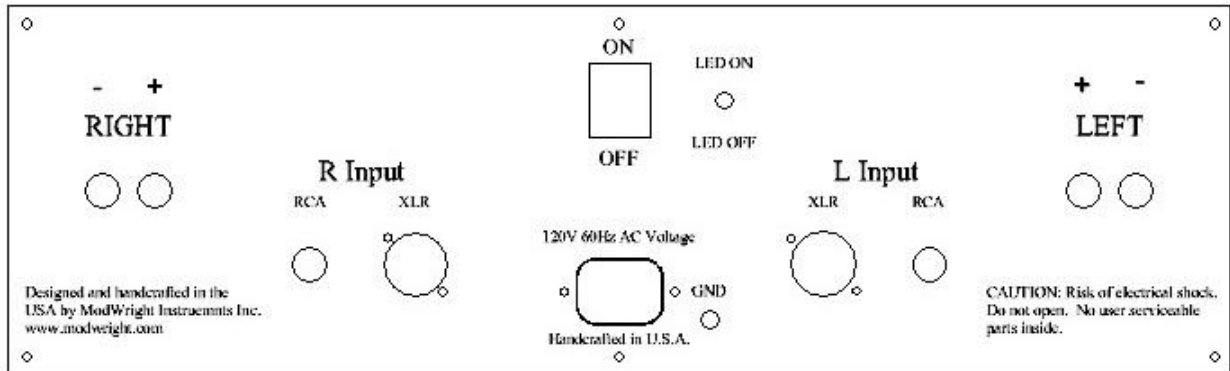 ON
LED ON
- +
+ -
RIGHT
LEFT
LED OFF
OFF
R Input
L Input
RCA XLR
XLR RCA
120V 60Hz AC Voltage
GND
Designed and handcrafted in the
USA by ModWright Instruemnts Inc.
www.modwright.com
CAUTION: Risk of electrical shock.
Do not open. No user serviceable
parts inside.
Handcrafted in U.S.A.